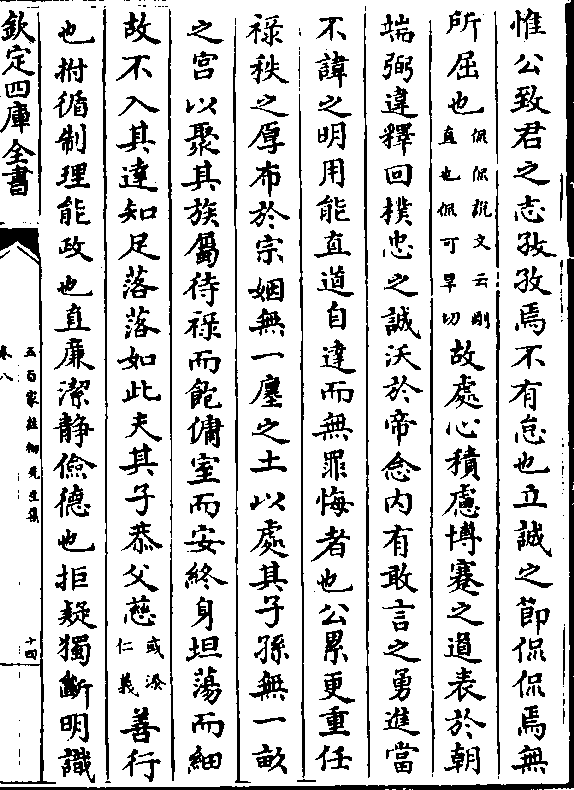 惟公致君之志孜孜焉不有怠也立誠之節侃侃焉無
所屈也侃侃說文云剛直也侃可旱切故處心積慮博蹇之道表於朝
端弼違釋回樸忠之誠沃於帝念内有敢言之勇進當
不諱之明用能直道自達而無罪悔者也公累更重任
祿秩之厚布於宗姻無一廛之土以處其子孫無一畝
之宮以聚其族屬待祿而飽傭室而安終身坦蕩而細
故不入其達知足落落如此夫其子恭父慈或淡仁義善行
也拊循制理能政也直廉潔静儉德也拒疑獨斷明識
欽定四庫全書
五百家註柳先生集
卷八
十四